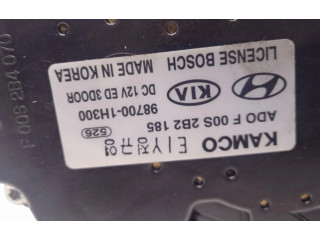 KAMCO
ADO F 00S 2B2 185
98700-1H300
DC 12V ED 3DOOR
MADE IN KOREA
LICENSE BOSCH
KIA
526
F 00S 2B4 070